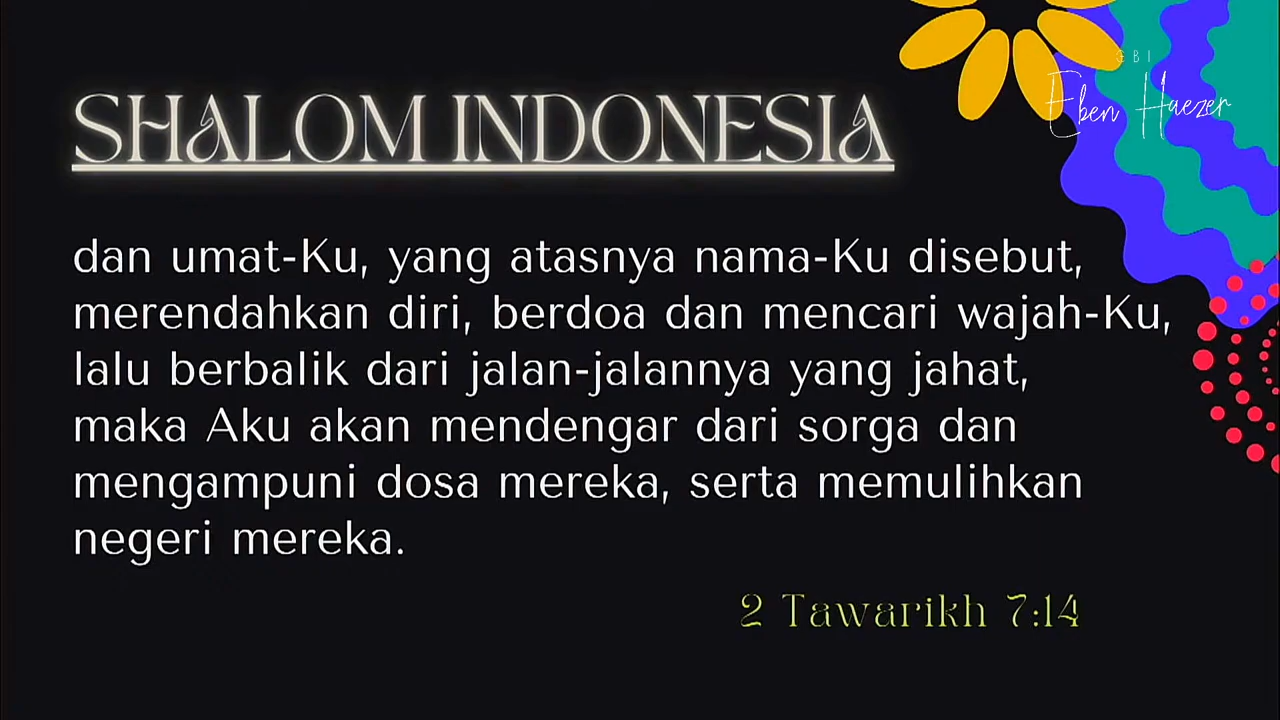 GBI
Eben Haezer
SHALOM INDONESIA
dan umat-Ku, yang atasnya nama-Ku disebut,
merendahkan diri, berdoa dan mencari wajah-Ku,
lalu berbalik dari jalan-jalannya yang jahat,
maka Aku akan mendengar dari sorga dan
mengampuni dosa mereka, serta memulihkan
negeri mereka.
2 Tawarikh 7:14